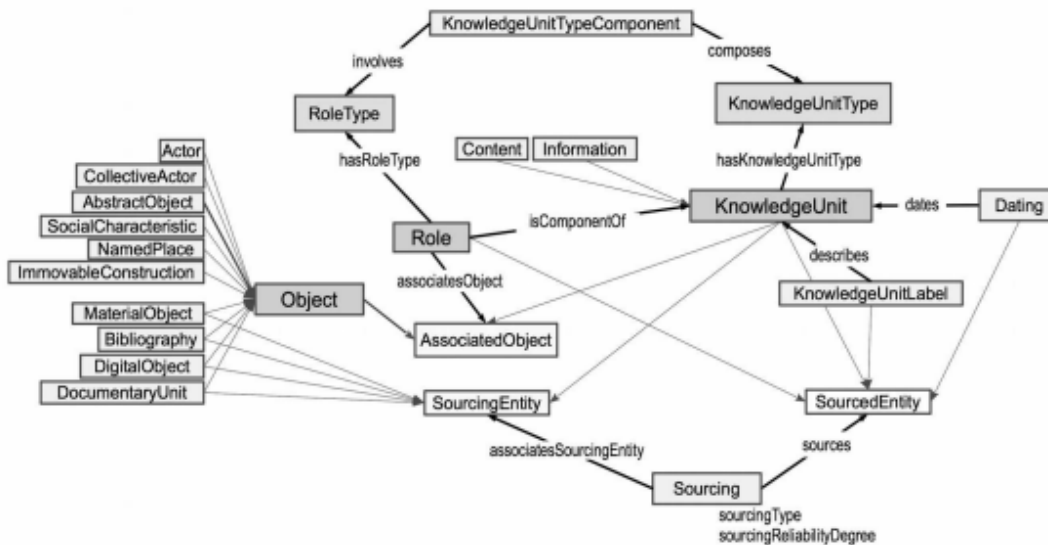 KnowledgeUnitTypeComponent
involves
composes
RoleType
KnowledgeUnitType
Actor
Content
Information
hasRoleType
hasKnowledgeUnitType
CollectiveActor
AbstractObject
SocialCharacteristic
NamedPlace
ImmovableConstruction
Role
isComponentOf
KnowledgeUnit
dates
Dating
associatesObject
describes
Object
KnowledgeUnitLabel
MaterialObject
Bibliography
DigitalObject
DocumentaryUnit
AssociatedObject
SourcingEntity
SourcedEntity
associatesSourcingEntity
sources
Sourcing
sourcingType
sourcingReliabilityDegree